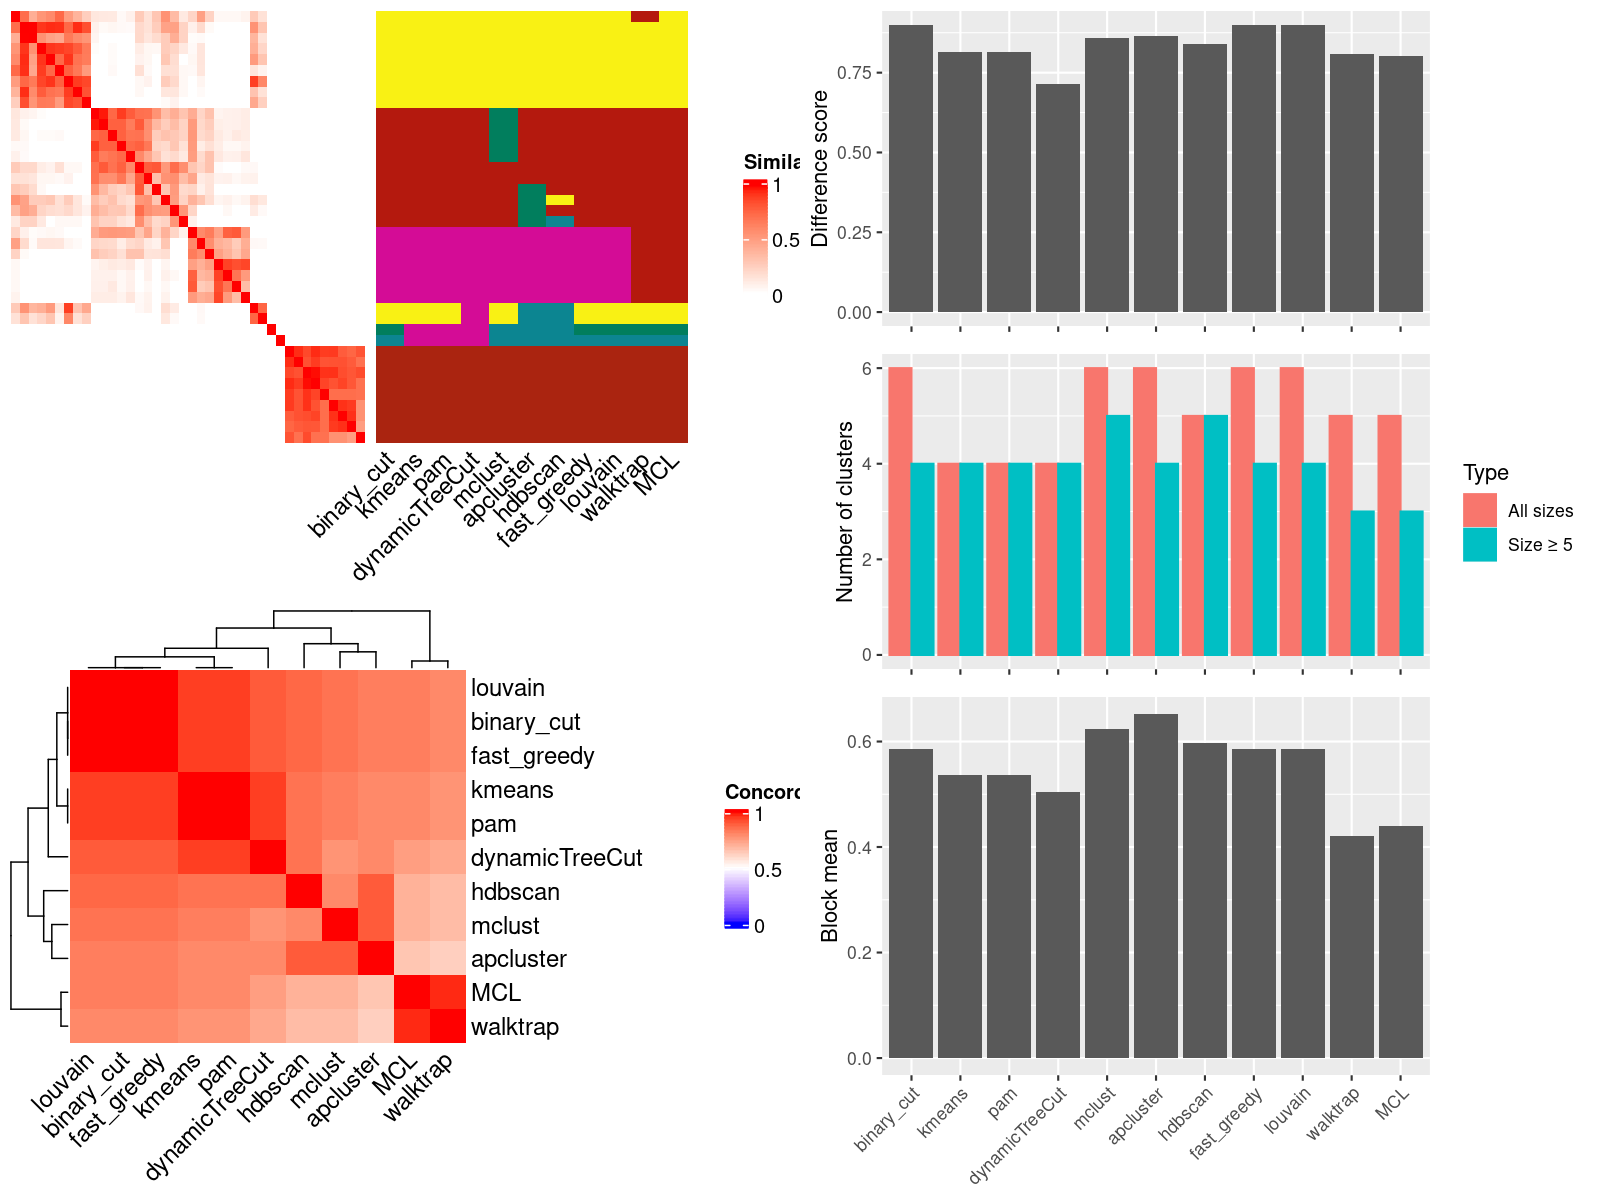 Simila
1
0.5
0
binary_cut
kmeans
pam
dynamicTreeCut
mclust
apcluster
hdbscan
fast_greedy
louvain
walktrap
MCL
louvain
binary_cut
fast_greedy
kmeans
pam
dynamicTreeCut
hdbscan
mclust
apcluster
MCL
walktrap
Concord
1
0.5
0
louvain
binary_cut
fast_greedy
kmeans
pam
dynamicTreeCut
hdbscan
mclust
apcluster
MCL
walktrap
Difference score
0.75
0.50
0.25
0.00
Number of clusters
6
4
2
0
Type
All sizes
Size ≥ 5
Block mean
0.6
0.4
0.2
0.0
binary_cut
kmeans
pam
dynamicTreeCut
mclust
apcluster
hdbscan
fast_greedy
louvain
walktrap
MCL